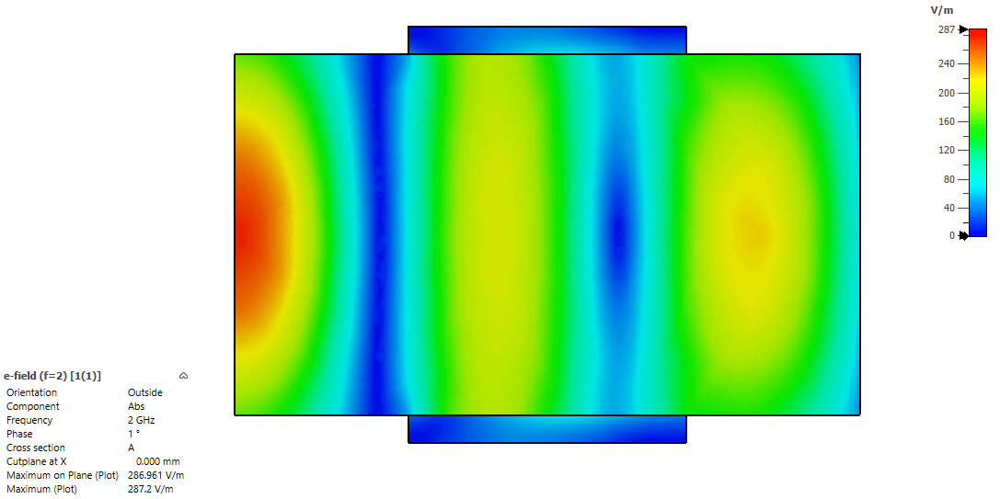 V/m
287
240
200
160
120
80
40
0
e-field (f=2) [1(1)]
Orientation Outside
Component Abs
Frequency 2 GHz
Phase 1 °
Cross section A
Cutplane at X 0.000 mm
Maximum on Plane (Plot) 286.961 V/m
Maximum (Plot) 287.2 V/m